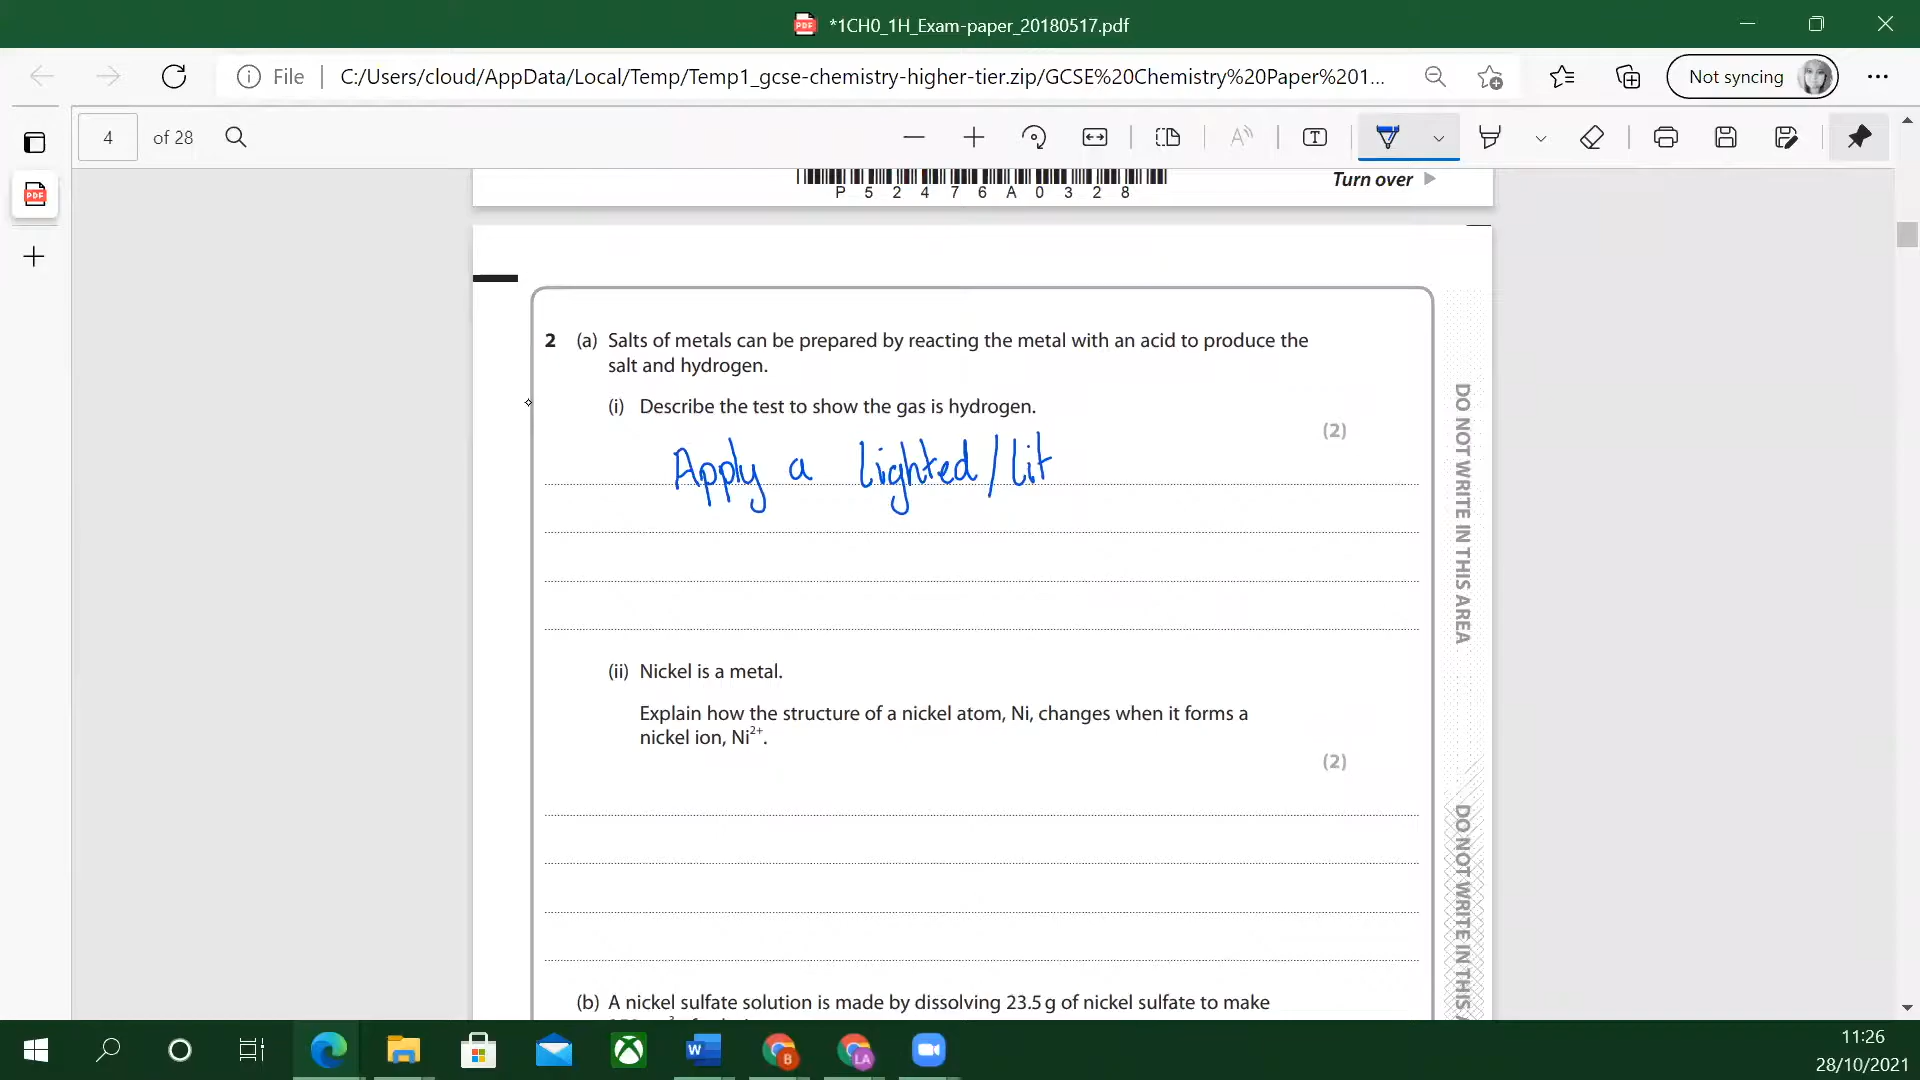 *1CH0_1H_Exam-paper_20180517.pdf
File C:/Users/cloud/AppData/Local/Temp/Temp1_gcse-chemistry-higher-tier.zip/GCSE%20Chemistry%20Paper%201... Not syncing
4 of 28
P 5 2 4 7 6 A 0 3 2 8
Turn over
2 (a) Salts of metals can be prepared by reacting the metal with an acid to produce the
salt and hydrogen.
(i) Describe the test to show the gas is hydrogen.
(2)
Apply a lighted / lit
(ii) Nickel is a metal.
Explain how the structure of a nickel atom, Ni, changes when it forms a
nickel ion, Ni²⁺.
(2)
(b) A nickel sulfate solution is made by dissolving 23.5 g of nickel sulfate to make
DO NOT WRITE IN THIS AREA
DO NOT WRITE IN THIS
11:26
28/10/2021